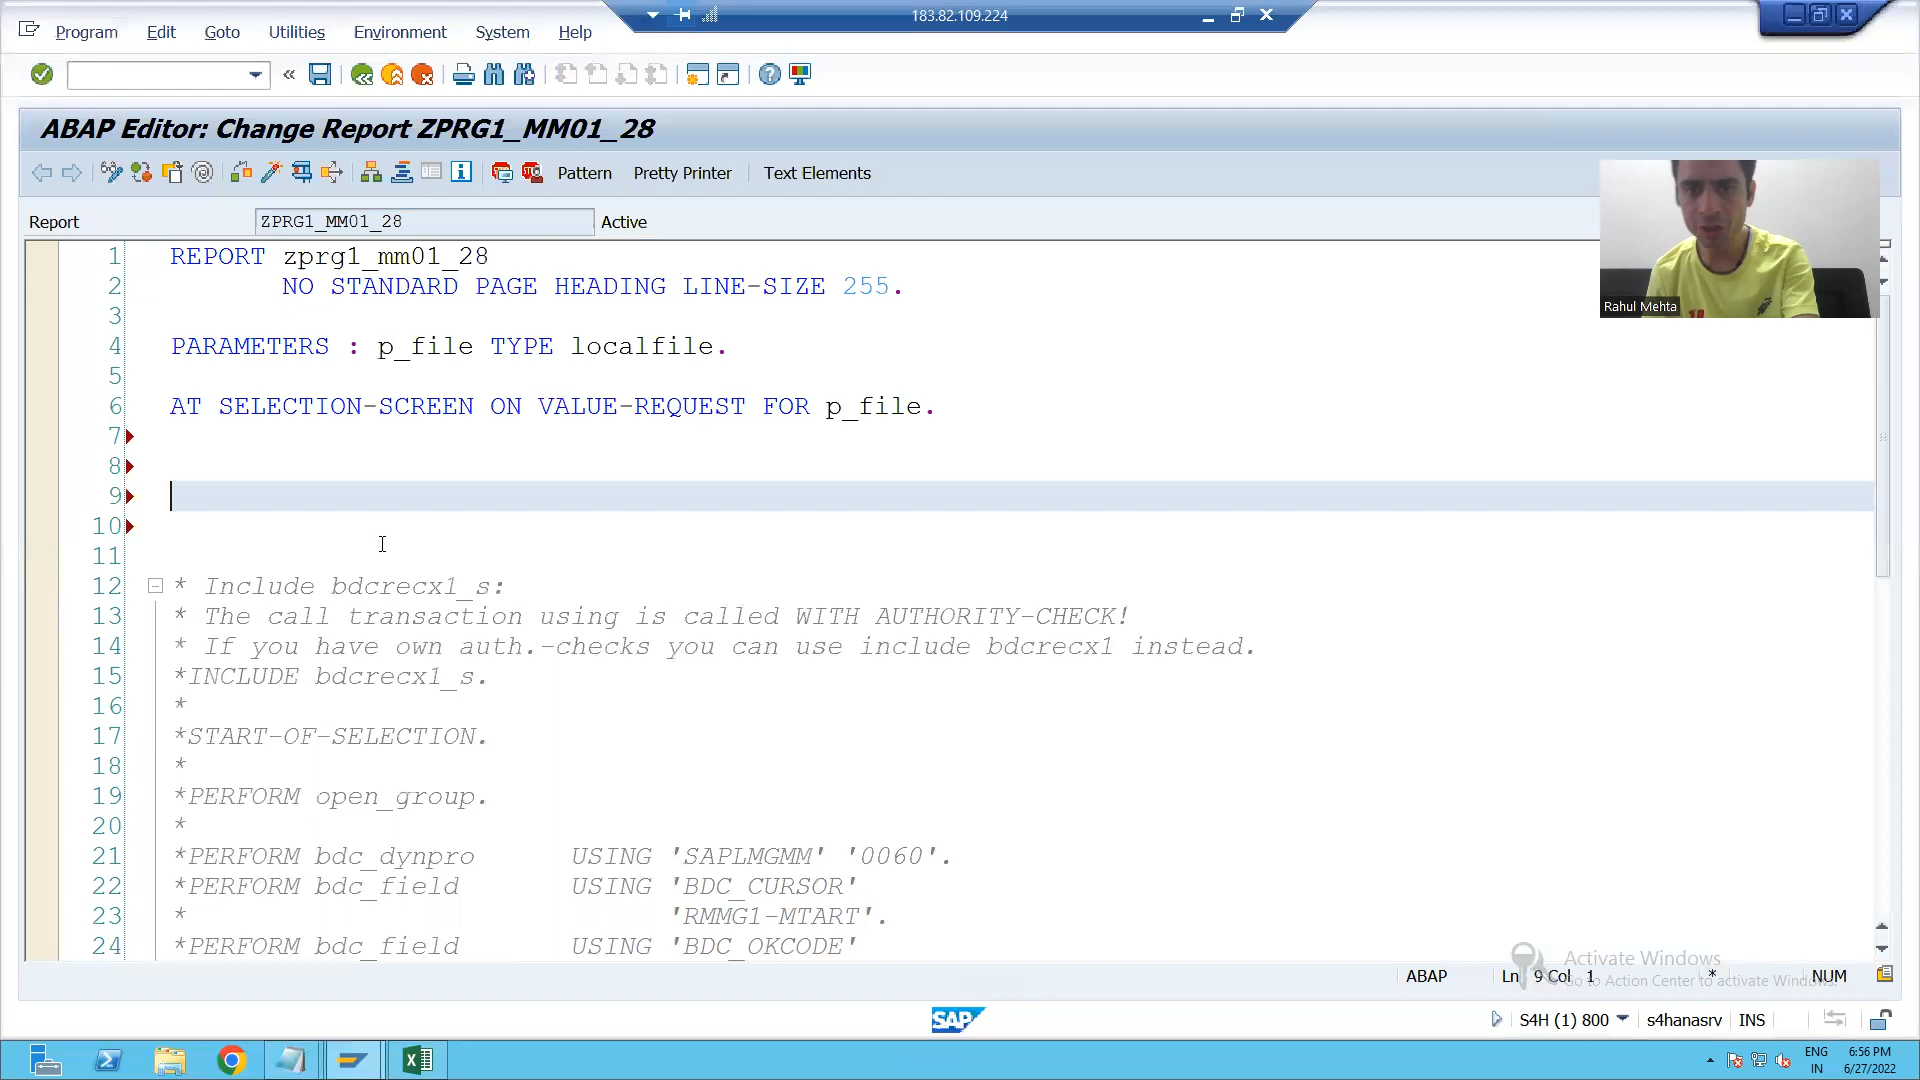 183.82.109.224
Program Edit Goto Utilities Environment System Help
ABAP Editor: Change Report ZPRG1_MM01_28
Pattern Pretty Printer Text Elements
Report ZPRG1_MM01_28 Active
Rahul Mehta
1 REPORT zprg1_mm01_28
2 NO STANDARD PAGE HEADING LINE-SIZE 255.
3
4 PARAMETERS : p_file TYPE localfile.
5
6 AT SELECTION-SCREEN ON VALUE-REQUEST FOR p_file.
7
8
9
10
11
12 * Include bdcrecx1_s:
13 * The call transaction using is called WITH AUTHORITY-CHECK!
14 * If you have own auth.-checks you can use include bdcrecx1 instead.
15 *INCLUDE bdcrecx1_s.
16 *
17 *START-OF-SELECTION.
18 *
19 *PERFORM open_group.
20 *
21 *PERFORM bdc_dynpro USING 'SAPLMGMM' '0060'.
22 *PERFORM bdc_field USING 'BDC_CURSOR'
23 * 'RMMG1-MTART'.
24 *PERFORM bdc_field USING 'BDC_OKCODE'
Activate Windows
Go to Action Center to activate Windows.
ABAP Ln 9 Col 1 * NUM
SAP
S4H (1) 800 s4hanasrv INS
ENG 6:56 PM
IN 6/27/2022